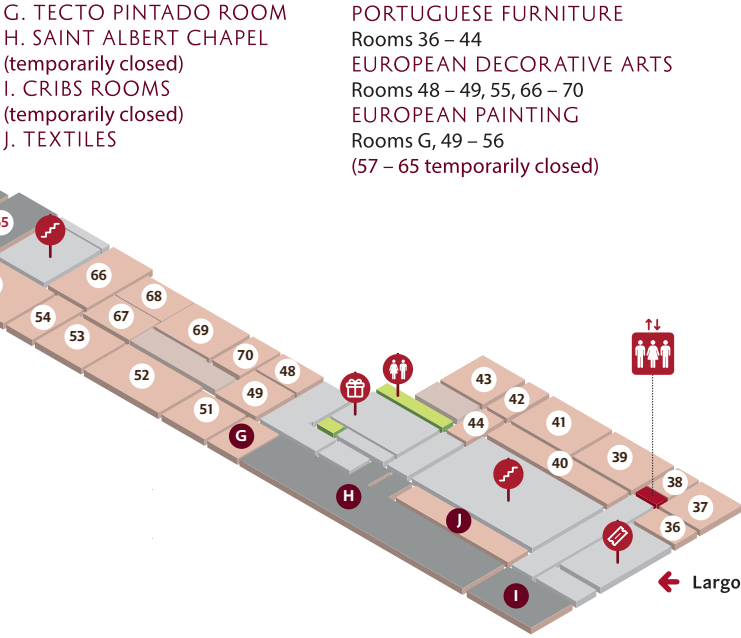 G. TECTO PINTADO ROOM
H. SAINT ALBERT CHAPEL
(temporarily closed)
I. CRIBS ROOMS
(temporarily closed)
J. TEXTILES
PORTUGUESE FURNITURE
Rooms 36 – 44
EUROPEAN DECORATIVE ARTS
Rooms 48 – 49, 55, 66 – 70
EUROPEAN PAINTING
Rooms G, 49 – 56
(57 – 65 temporarily closed)
66
68
54
67
53
69
70
48
52
49
51
G
43
42
44
41
40
39
38
37
36
H
J
I
Largo